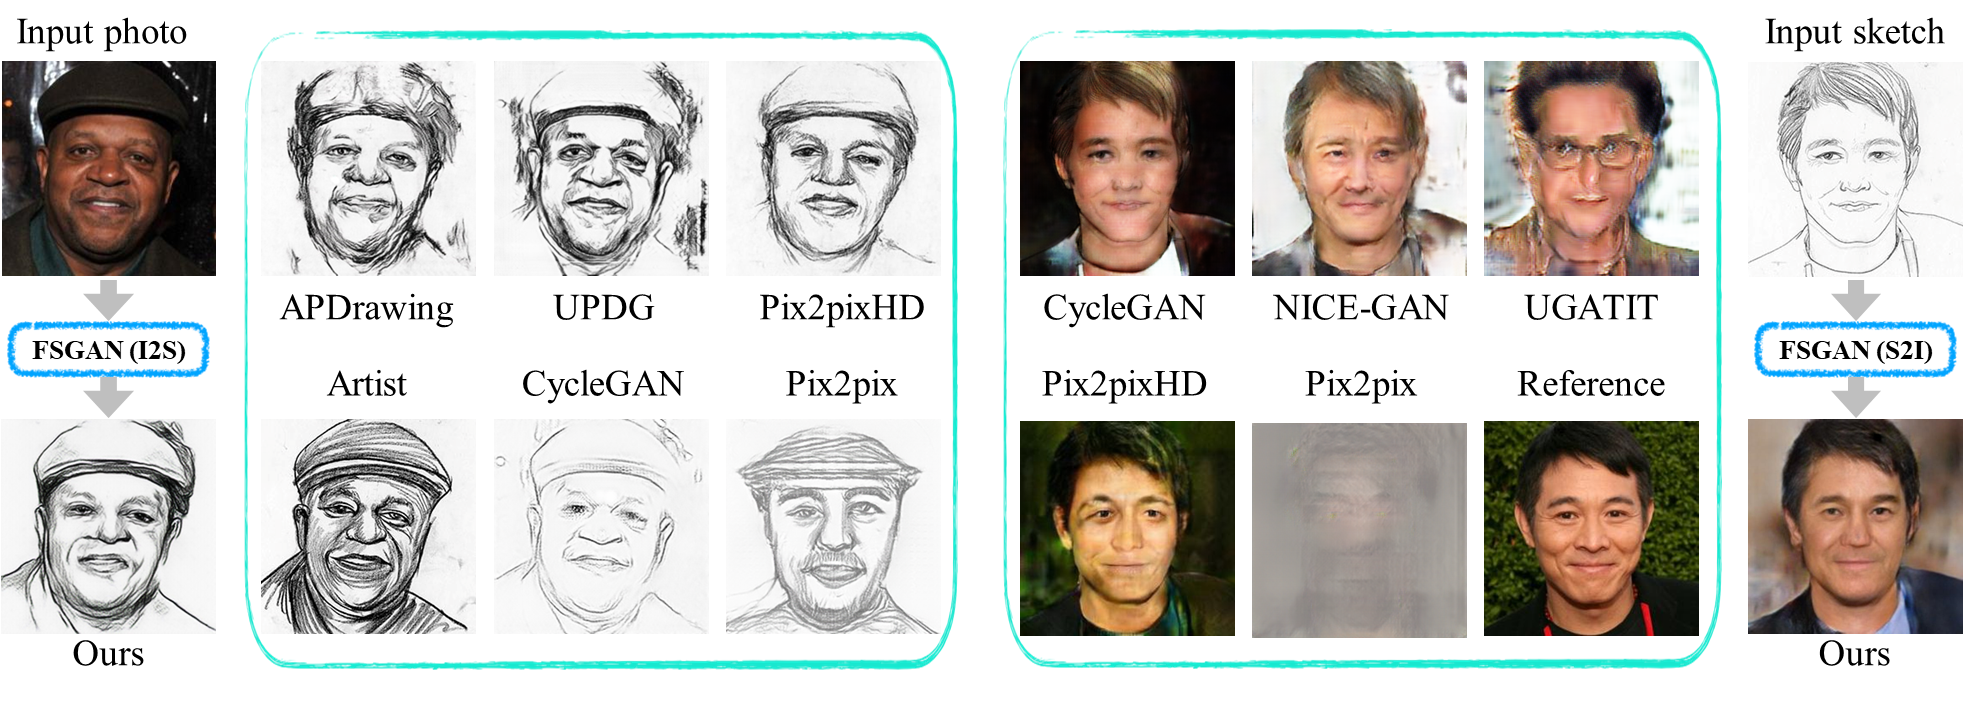 Input photo
FSGAN (I2S)
Ours
APDrawing
UPDG
Pix2pixHD
Artist
CycleGAN
Pix2pix
CycleGAN
NICE-GAN
UGATIT
Pix2pixHD
Pix2pix
Reference
Input sketch
FSGAN (S2I)
Ours